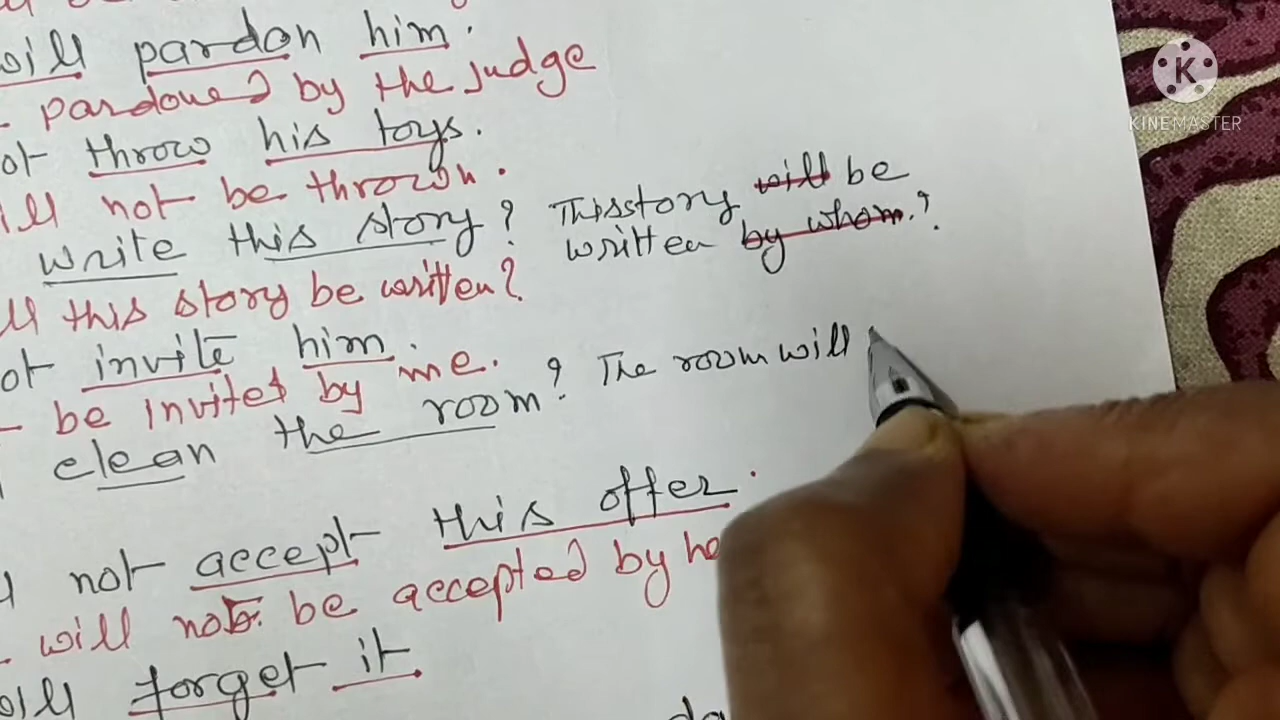 will pardon him.
pardoned by the judge
not throw his toys.
will not be thrown.
write this story? This story will be
written by whom.?
will this story be written?
not invite him.
be invited by me.
clean the room? The room will
not accept this offer.
will not be accepted by he
will forget it
K
KINEMASTER